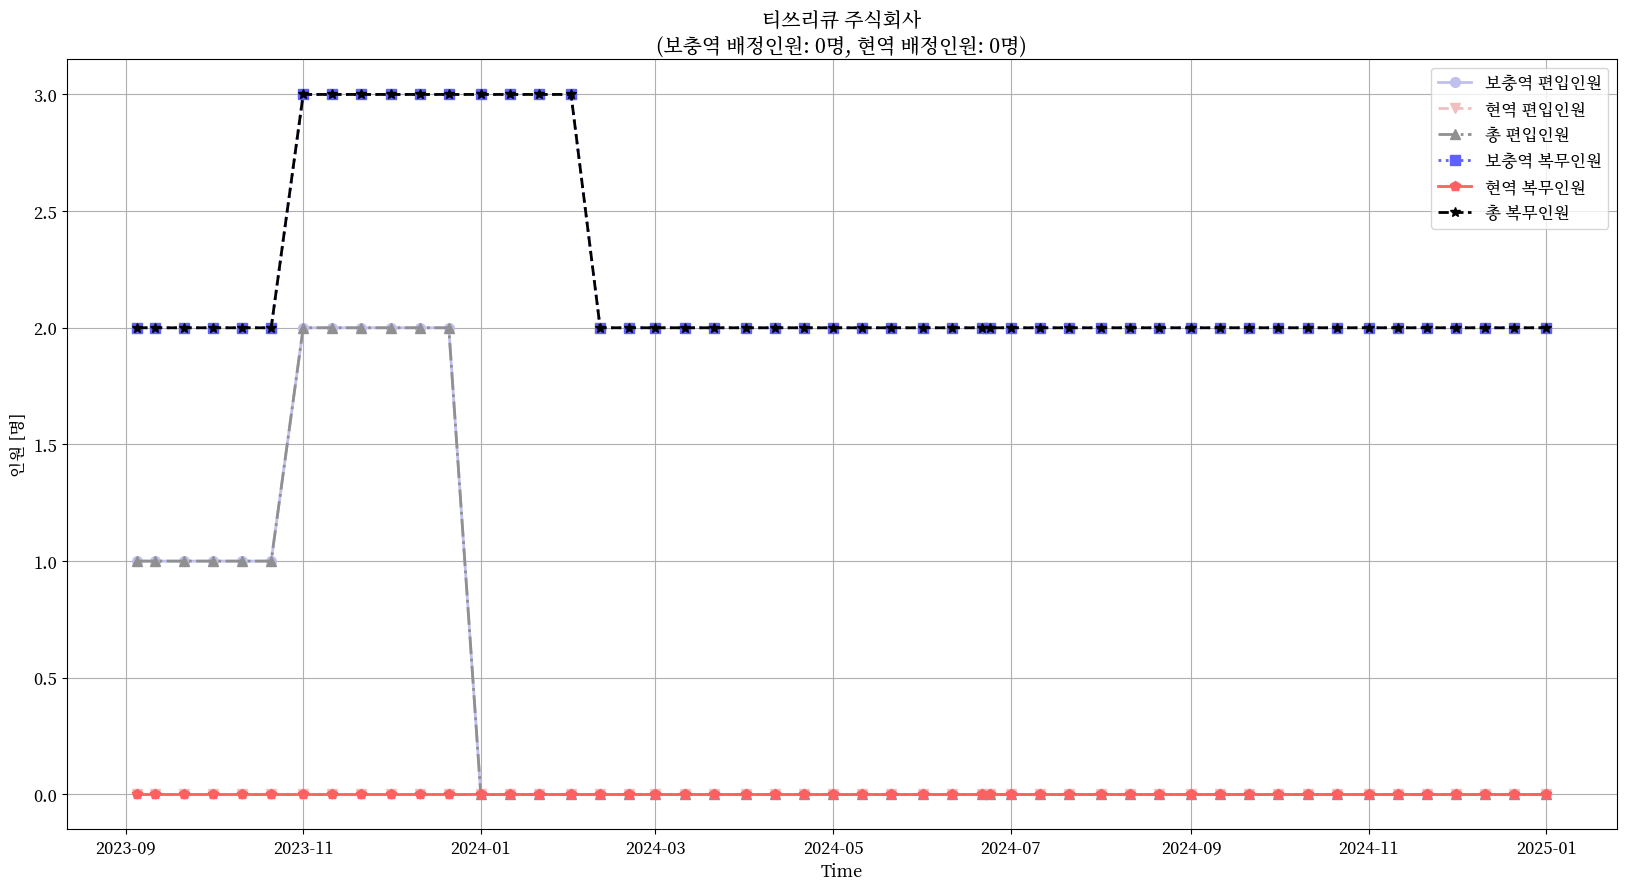 티쓰리큐 주식회사
(보충역 배정인원: 0명, 현역 배정인원: 0명)
보충역 편입인원
현역 편입인원
총 편입인원
보충역 복무인원
현역 복무인원
총 복무인원
인원 [명]
3.0
2.5
2.0
1.5
1.0
0.5
0.0
2023-09
2023-11
2024-01
2024-03
2024-05
2024-07
2024-09
2024-11
2025-01
Time